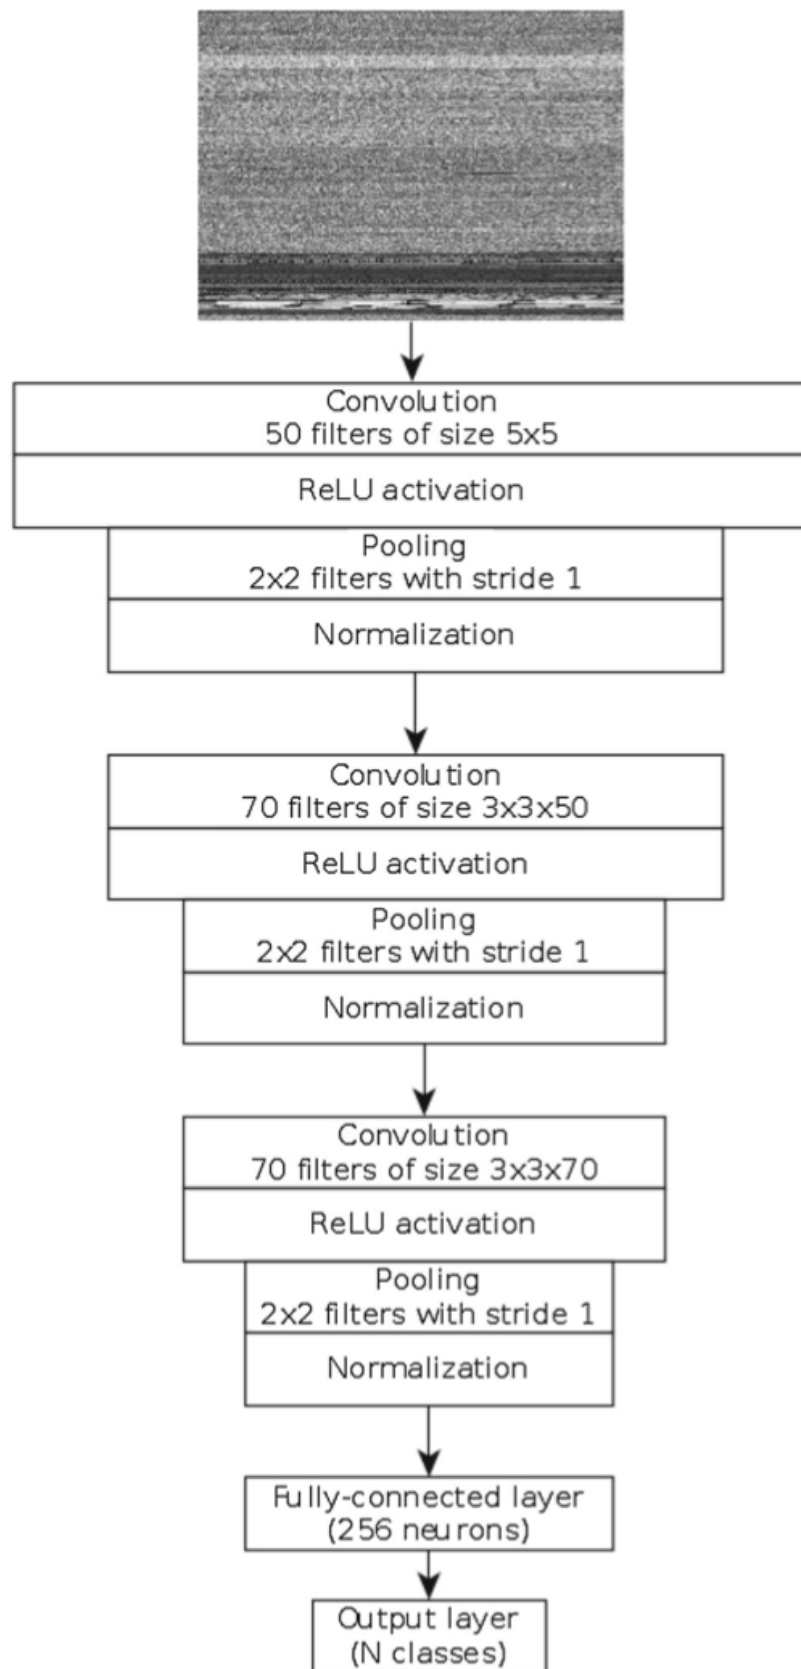 Convolution
50 filters of size 5x5
ReLU activation
Pooling
2x2 filters with stride 1
Normalization
Convolution
70 filters of size 3x3x50
ReLU activation
Pooling
2x2 filters with stride 1
Normalization
Convolution
70 filters of size 3x3x70
ReLU activation
Pooling
2x2 filters with stride 1
Normalization
Fully-connected layer
(256 neurons)
Output layer
(N classes)